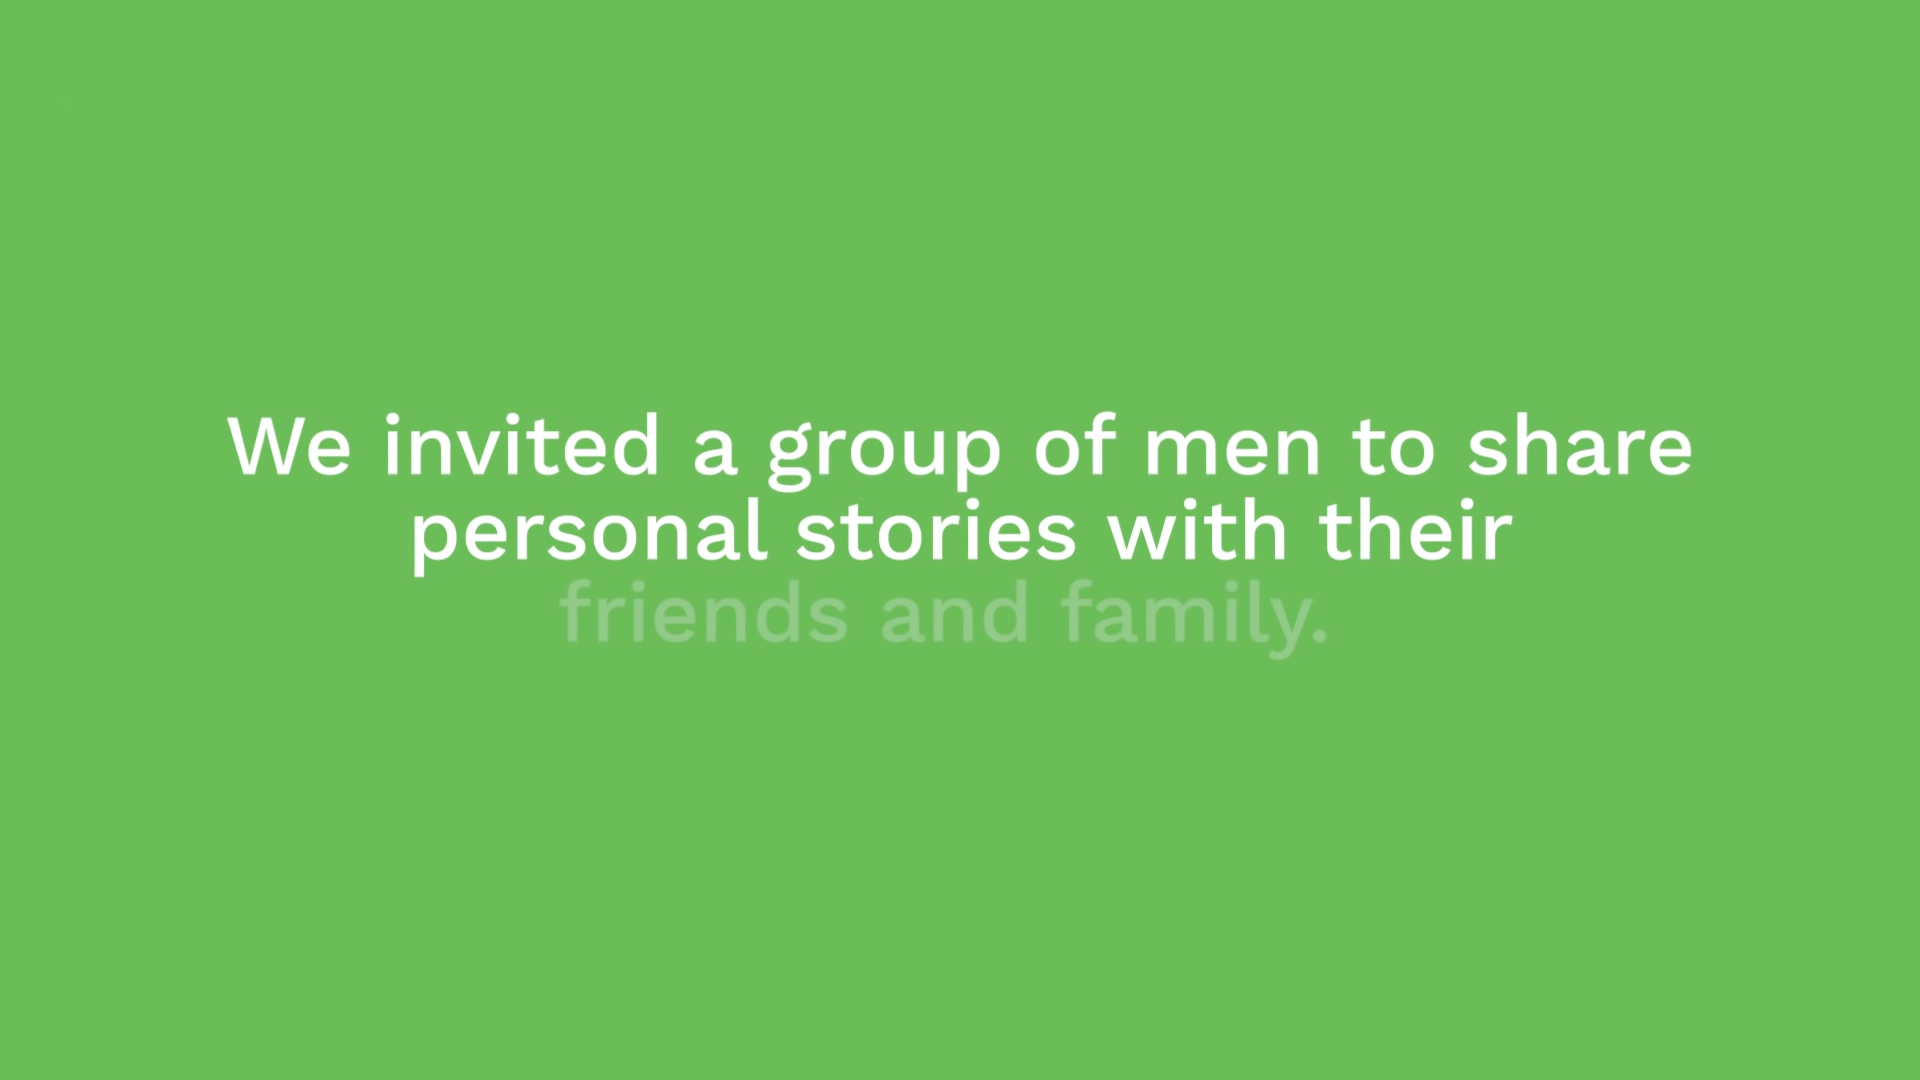 We invited a group of men to share
personal stories with their
friends and family.